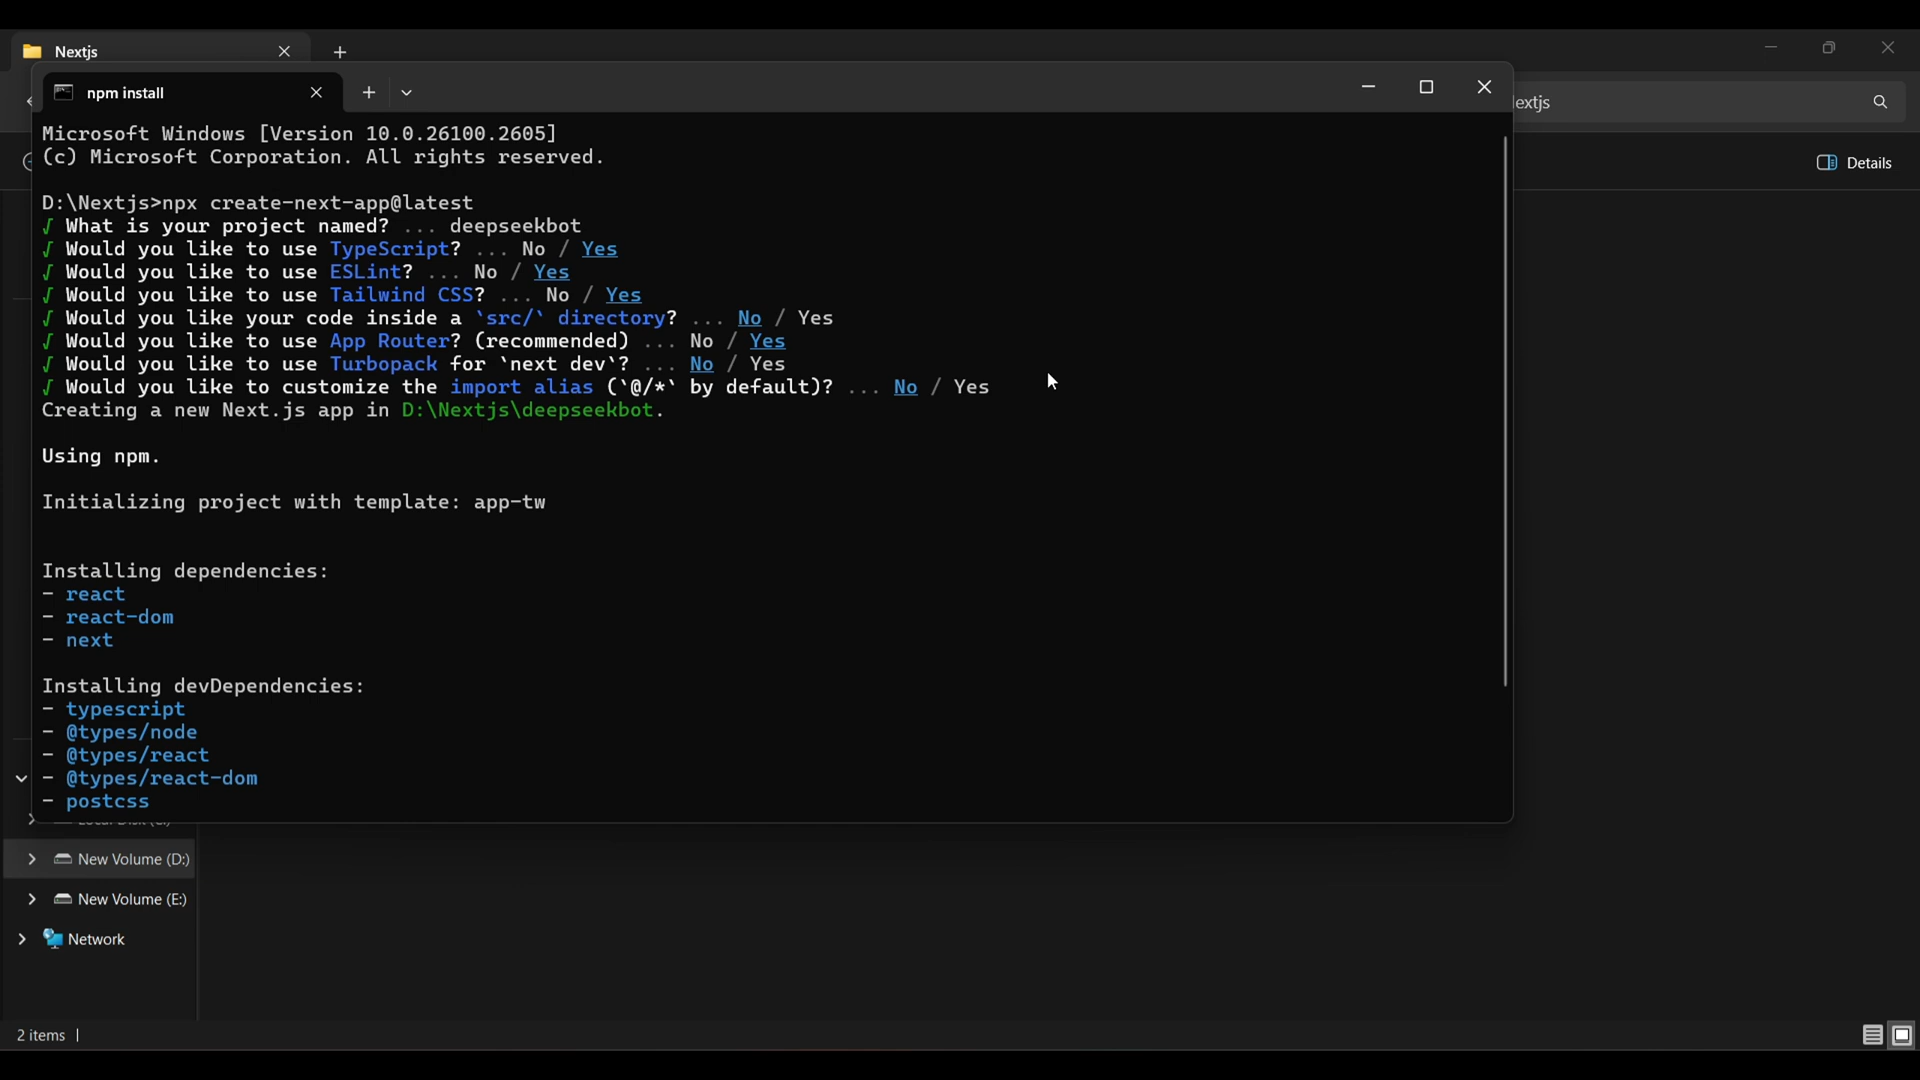 Nextjs
npm install
extjs
Details
Microsoft Windows [Version 10.0.26100.2605]
(c) Microsoft Corporation. All rights reserved.
D:\Nextjs>npx create-next-app@latest
√ What is your project named? ... deepseekbot
√ Would you like to use TypeScript? ... No / Yes
√ Would you like to use ESLint? ... No / Yes
√ Would you like to use Tailwind CSS? ... No / Yes
√ Would you like your code inside a `src/` directory? ... No / Yes
√ Would you like to use App Router? (recommended) ... No / Yes
√ Would you like to use Turbopack for `next dev`? ... No / Yes
√ Would you like to customize the import alias (`@/*` by default)? ... No / Yes
Creating a new Next.js app in D:\Nextjs\deepseekbot.
Using npm.
Initializing project with template: app-tw
Installing dependencies:
- react
- react-dom
- next
Installing devDependencies:
- typescript
- @types/node
- @types/react
- @types/react-dom
- postcss
New Volume (D:)
New Volume (E:)
Network
2 items